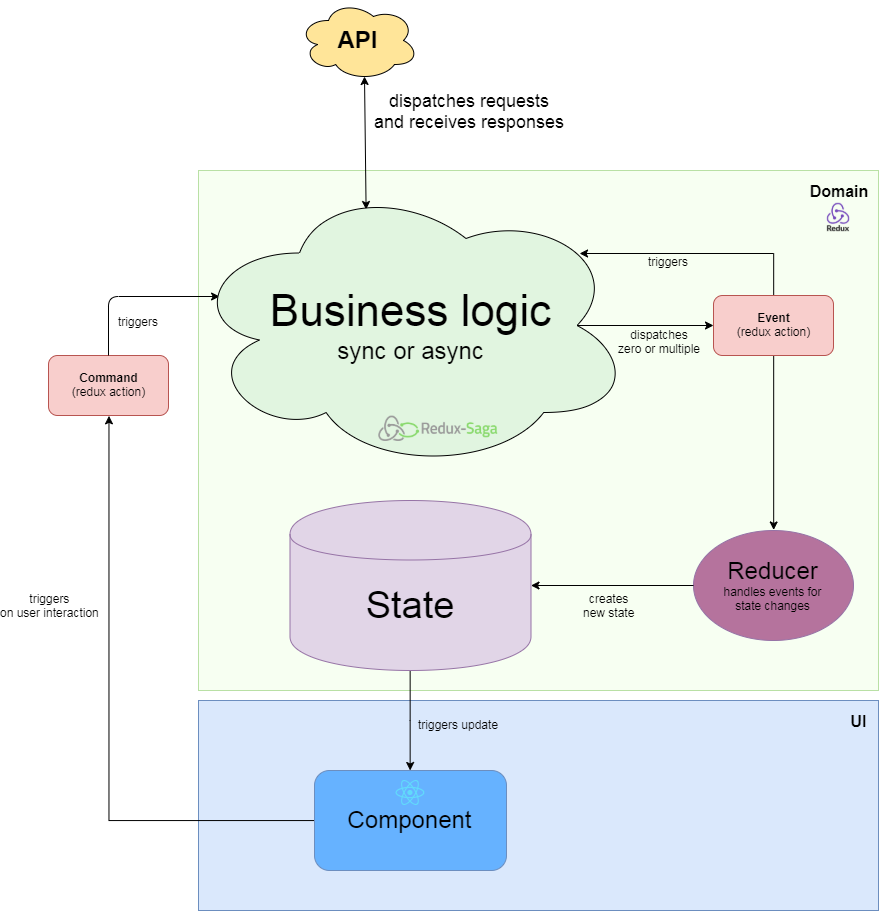 API
dispatches requests
and receives responses
Domain
Redux
triggers
Business logic
sync or async
Event
(redux action)
triggers
dispatches
zero or multiple
Command
(redux action)
Redux-Saga
State
Reducer
handles events for
state changes
creates
new state
triggers
on user interaction
triggers update
UI
Component